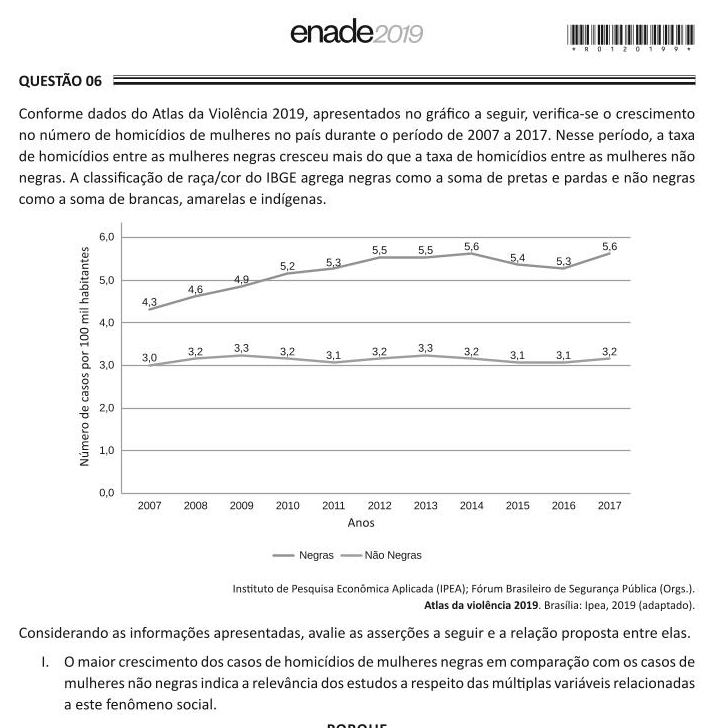 enade2019
* R 0 1 2 0 1 9 9 *
QUESTÃO 06
Conforme dados do Atlas da Violência 2019, apresentados no gráfico a seguir, verifica-se o crescimento
no número de homicídios de mulheres no país durante o período de 2007 a 2017. Nesse período, a taxa
de homicídios entre as mulheres negras cresceu mais do que a taxa de homicídios entre as mulheres não
negras. A classificação de raça/cor do IBGE agrega negras como a soma de pretas e pardas e não negras
como a soma de brancas, amarelas e indígenas.
Número de casos por 100 mil habitantes
6,0
5,0
4,0
3,0
2,0
1,0
0,0
4,3 4,6 4,9 5,2 5,3 5,5 5,5 5,6 5,4 5,3 5,6
3,0 3,2 3,3 3,2 3,1 3,2 3,3 3,2 3,1 3,1 3,2
2007 2008 2009 2010 2011 2012 2013 2014 2015 2016 2017
Anos
Negras Não Negras
Instituto de Pesquisa Econômica Aplicada (IPEA); Fórum Brasileiro de Segurança Pública (Orgs.).
Atlas da violência 2019. Brasília: Ipea, 2019 (adaptado).
Considerando as informações apresentadas, avalie as asserções a seguir e a relação proposta entre elas.
I. O maior crescimento dos casos de homicídios de mulheres negras em comparação com os casos de
mulheres não negras indica a relevância dos estudos a respeito das múltiplas variáveis relacionadas
a este fenômeno social.
PORQUE